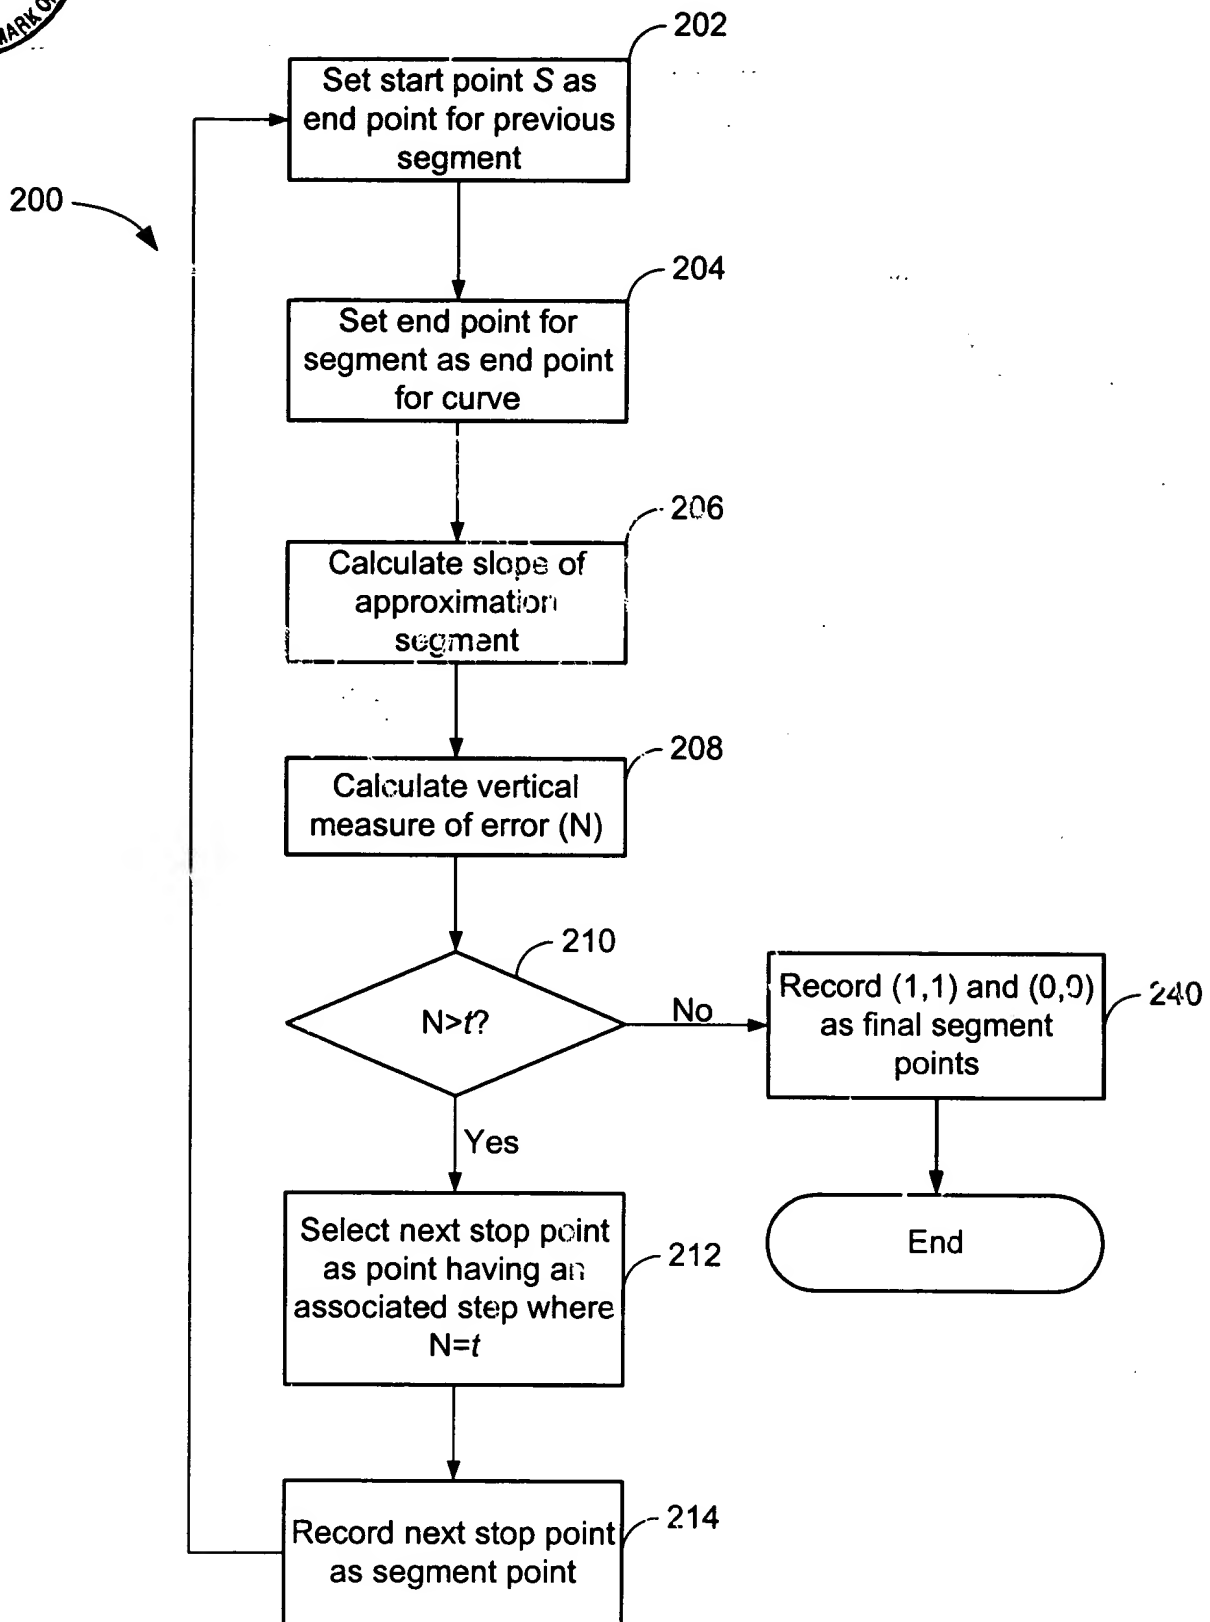 MARK
202
Set start point S as
end point for previous
segment
200
204
Set end point for
segment as end point
for curve
206
Calculate slope of
approximation
segment
208
Calculate vertical
measure of error (N)
210
N>t?
No
Record (1,1) and (0,0)
as final segment
points
240
Yes
Select next stop point
as point having an
associated step where
N=t
212
End
Record next stop point
as segment point
214